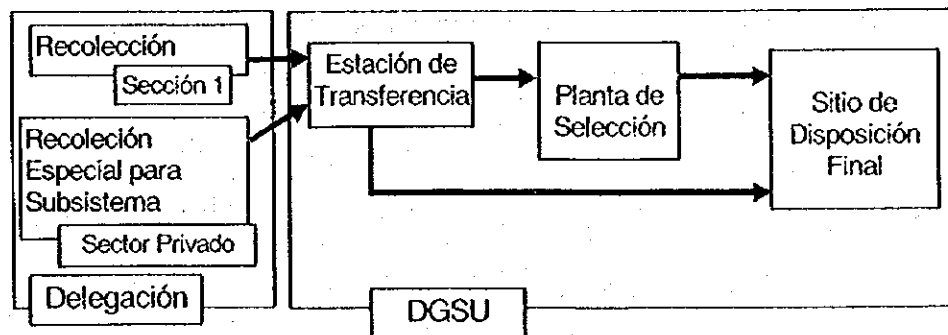 Recolección
Sección 1
Recoleción
Especial para
Subsistema
Sector Privado
Delegación
Estación de
Transferencia
Planta de
Selección
Sitio de
Disposición
Final
DGSU